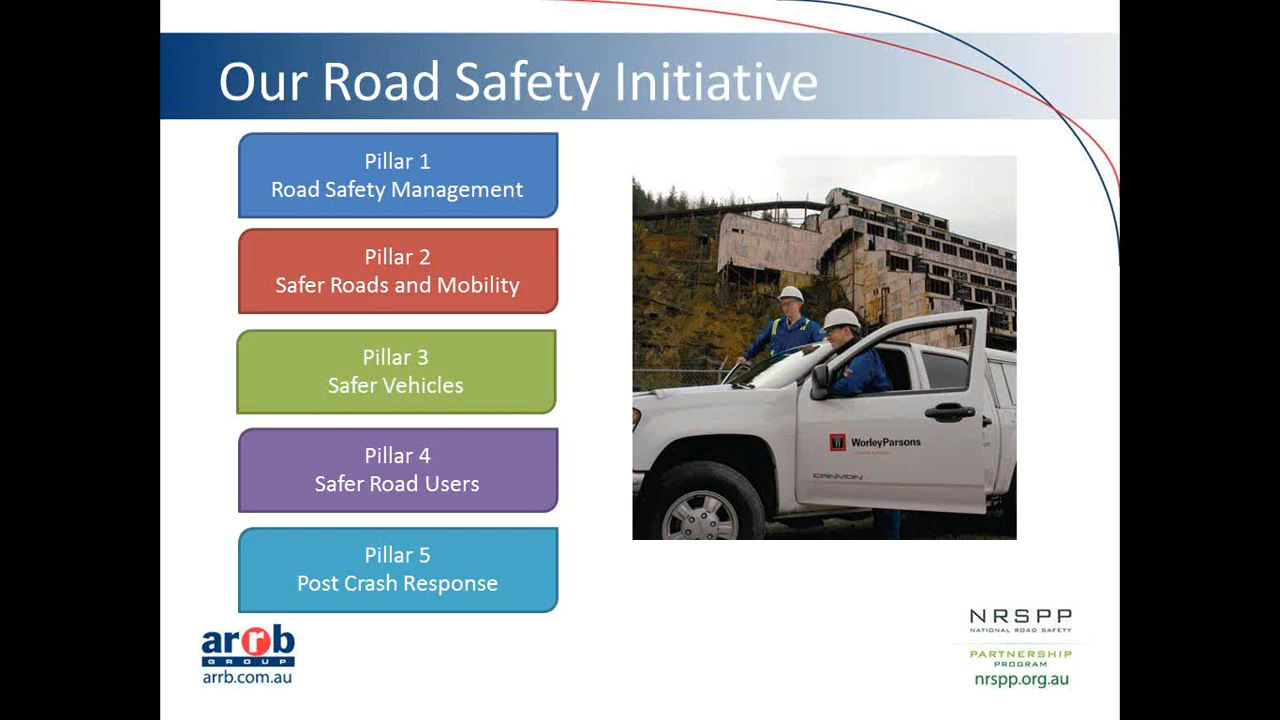 Our Road Safety Initiative
Pillar 1
Road Safety Management
Pillar 2
Safer Roads and Mobility
Pillar 3
Safer Vehicles
Pillar 4
Safer Road Users
Pillar 5
Post Crash Response
WorleyParsons
CANYON
arrb
GROUP
arrb.com.au
NRSPP
NATIONAL ROAD SAFETY
PARTNERSHIP
PROGRAM
nrspp.org.au